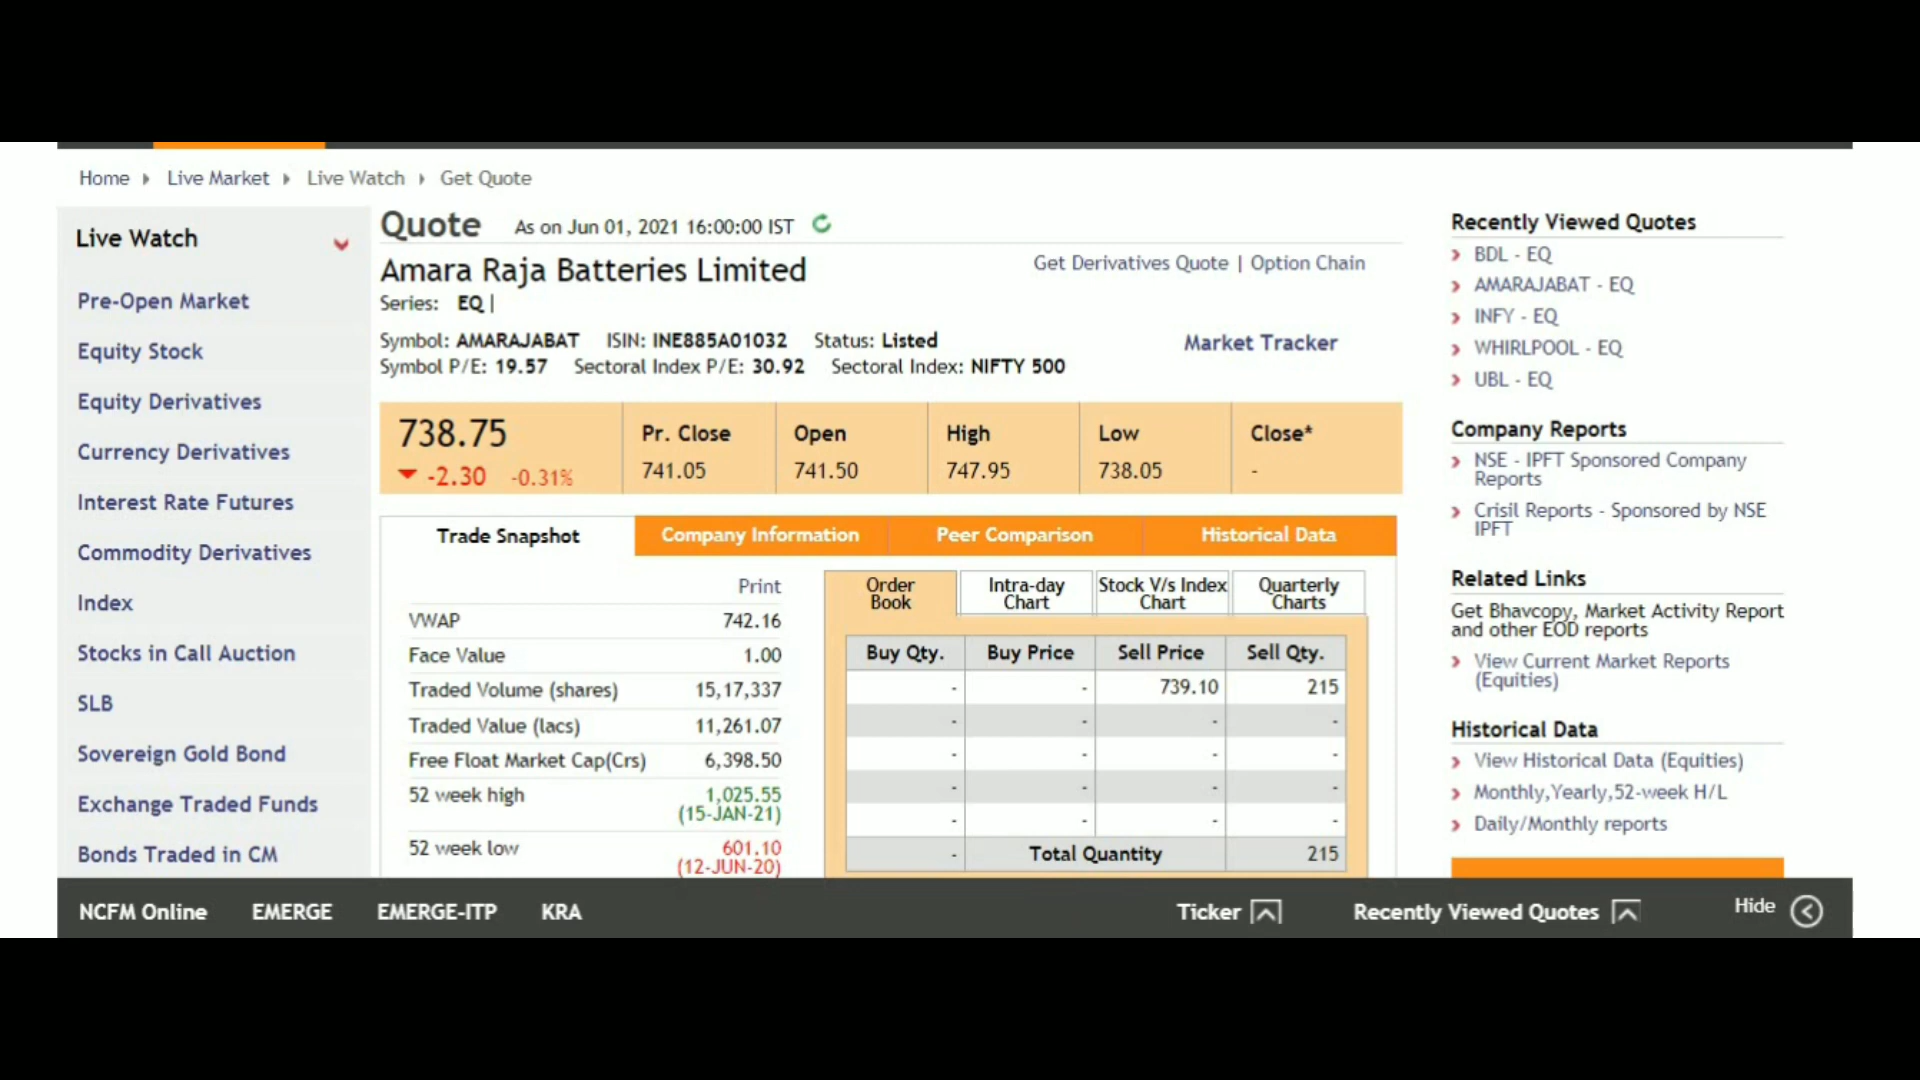 Home Live Market Live Watch Get Quote
Live Watch
Pre-Open Market
Equity Stock
Equity Derivatives
Currency Derivatives
Interest Rate Futures
Commodity Derivatives
Index
Stocks in Call Auction
SLB
Sovereign Gold Bond
Exchange Traded Funds
Bonds Traded in CM
Quote As on Jun 01, 2021 16:00:00 IST
Amara Raja Batteries Limited
Get Derivatives Quote | Option Chain
Series: EQ |
Symbol: AMARAJABAT ISIN: INE885A01032 Status: Listed
Market Tracker
Symbol P/E: 19.57 Sectoral Index P/E: 30.92 Sectoral Index: NIFTY 500
738.75 Pr. Close Open High Low Close*
-2.30 -0.31% 741.05 741.50 747.95 738.05 -
Trade Snapshot Company Information Peer Comparison Historical Data
Print
VWAP 742.16
Face Value 1.00
Traded Volume (shares) 15,17,337
Traded Value (lacs) 11,261.07
Free Float Market Cap(Crs) 6,398.50
52 week high 1,025.55
(15-JAN-21)
52 week low 601.10
(12-JUN-20)
Order Book Intra-day Chart Stock V/s Index Chart Quarterly Charts
Buy Qty. Buy Price Sell Price Sell Qty.
- - 739.10 215
- - - -
- - - -
- - - -
- - - -
- Total Quantity 215
Recently Viewed Quotes
BDL - EQ
AMARAJABAT - EQ
INFY - EQ
WHIRLPOOL - EQ
UBL - EQ
Company Reports
NSE - IPFT Sponsored Company
Reports
Crisil Reports - Sponsored by NSE
IPFT
Related Links
Get Bhavcopy, Market Activity Report
and other EOD reports
View Current Market Reports
(Equities)
Historical Data
View Historical Data (Equities)
Monthly,Yearly,52-week H/L
Daily/Monthly reports
NCFM Online EMERGE EMERGE-ITP KRA Ticker Recently Viewed Quotes Hide